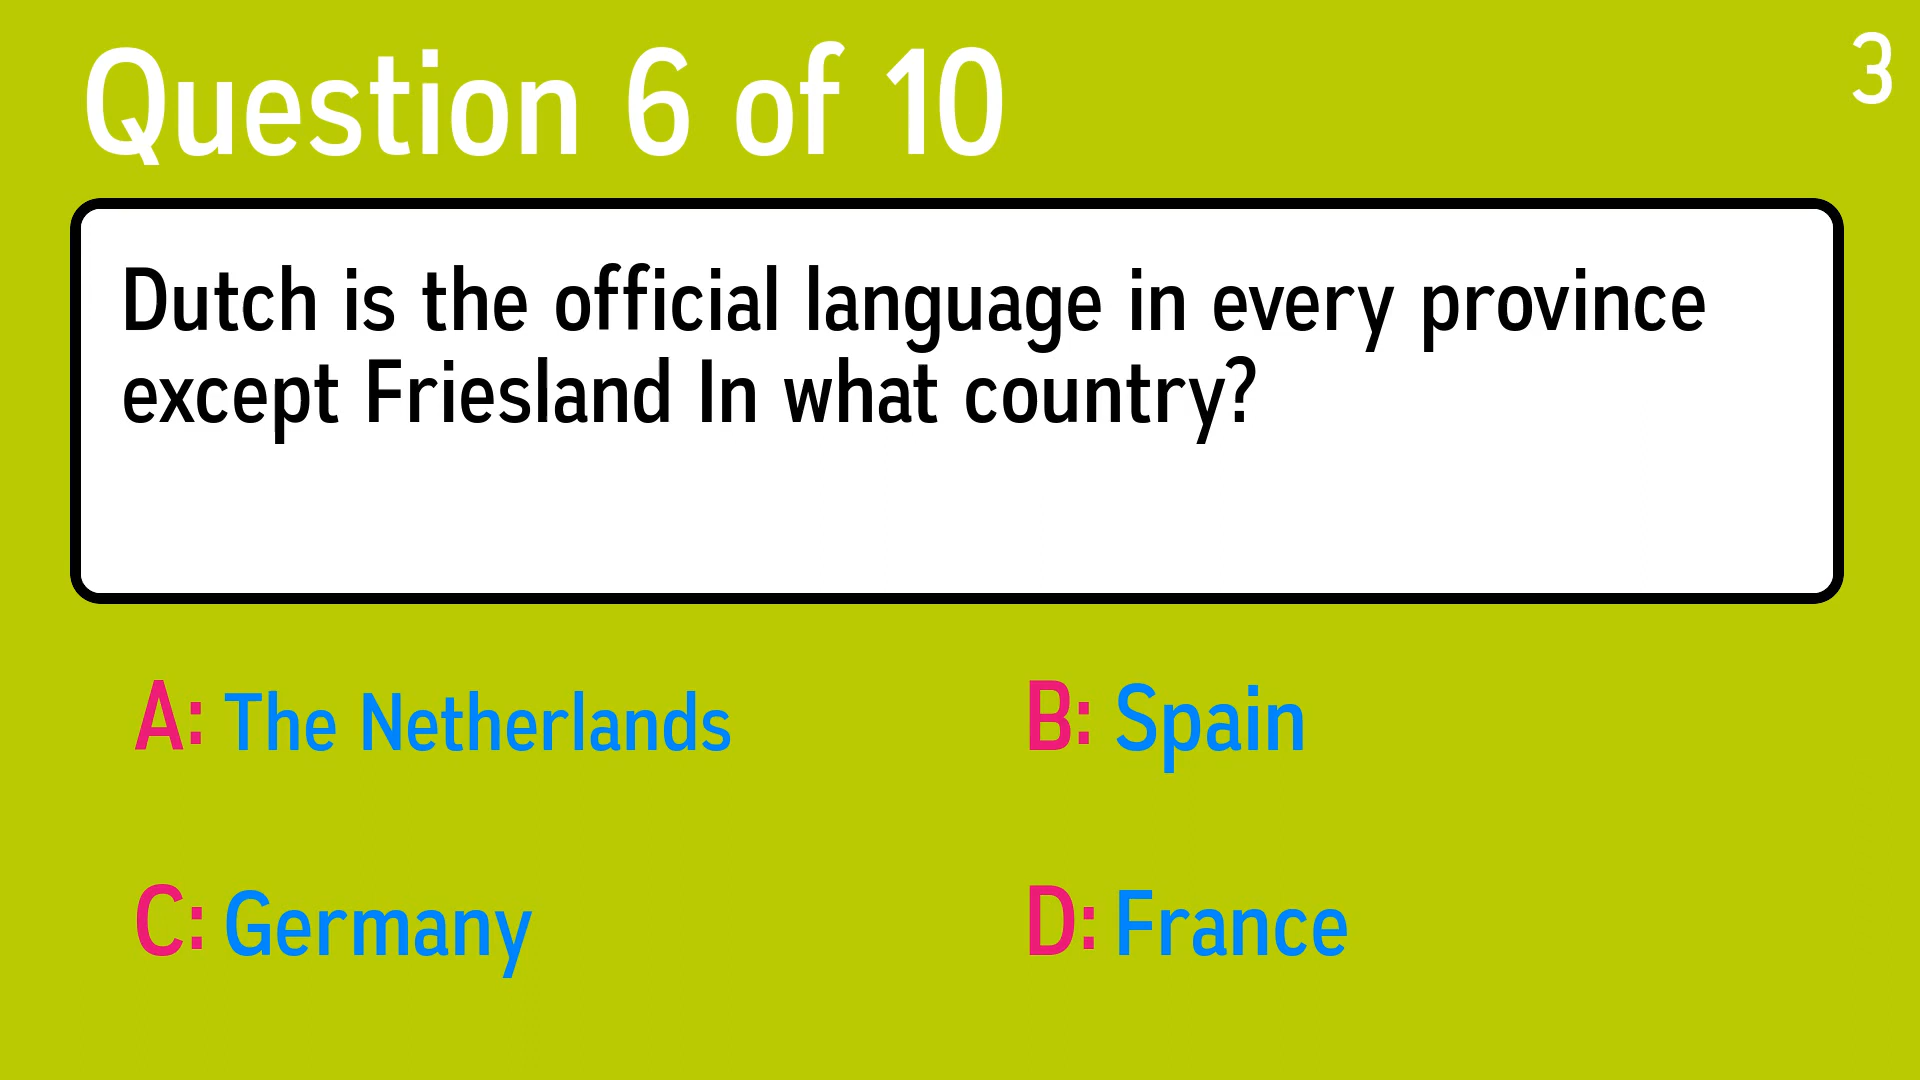 Question 6 of 10
3
Dutch is the official language in every province
except Friesland In what country?
A: The Netherlands
B: Spain
C: Germany
D: France